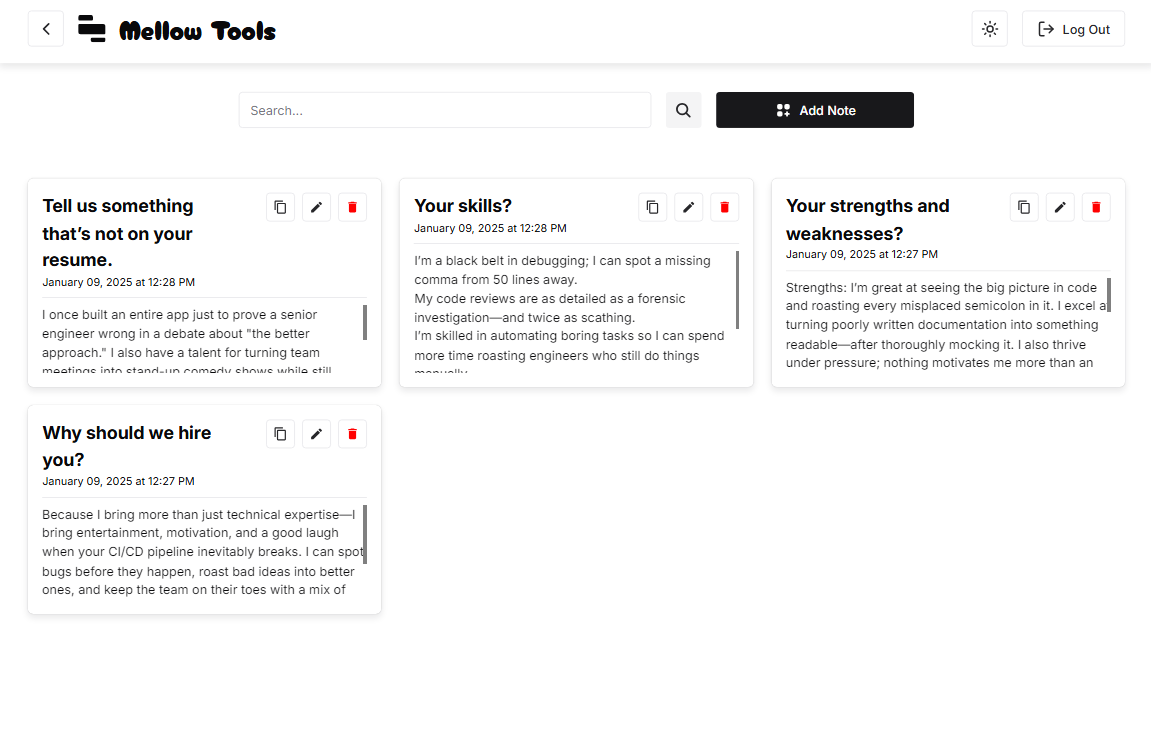 Mellow Tools
Log Out
Search...
Add Note
Tell us something
that’s not on your
resume.
January 09, 2025 at 12:28 PM
I once built an entire app just to prove a senior
engineer wrong in a debate about "the better
approach." I also have a talent for turning team
meetings into stand-up comedy shows while still
Your skills?
January 09, 2025 at 12:28 PM
I’m a black belt in debugging; I can spot a missing
comma from 50 lines away.
My code reviews are as detailed as a forensic
investigation—and twice as scathing.
I’m skilled in automating boring tasks so I can spend
more time roasting engineers who still do things
manually.
Your strengths and
weaknesses?
January 09, 2025 at 12:27 PM
Strengths: I’m great at seeing the big picture in code
and roasting every misplaced semicolon in it. I excel at
turning poorly written documentation into something
readable—after thoroughly mocking it. I also thrive
under pressure; nothing motivates me more than an
Why should we hire
you?
January 09, 2025 at 12:27 PM
Because I bring more than just technical expertise—I
bring entertainment, motivation, and a good laugh
when your CI/CD pipeline inevitably breaks. I can spot
bugs before they happen, roast bad ideas into better
ones, and keep the team on their toes with a mix of